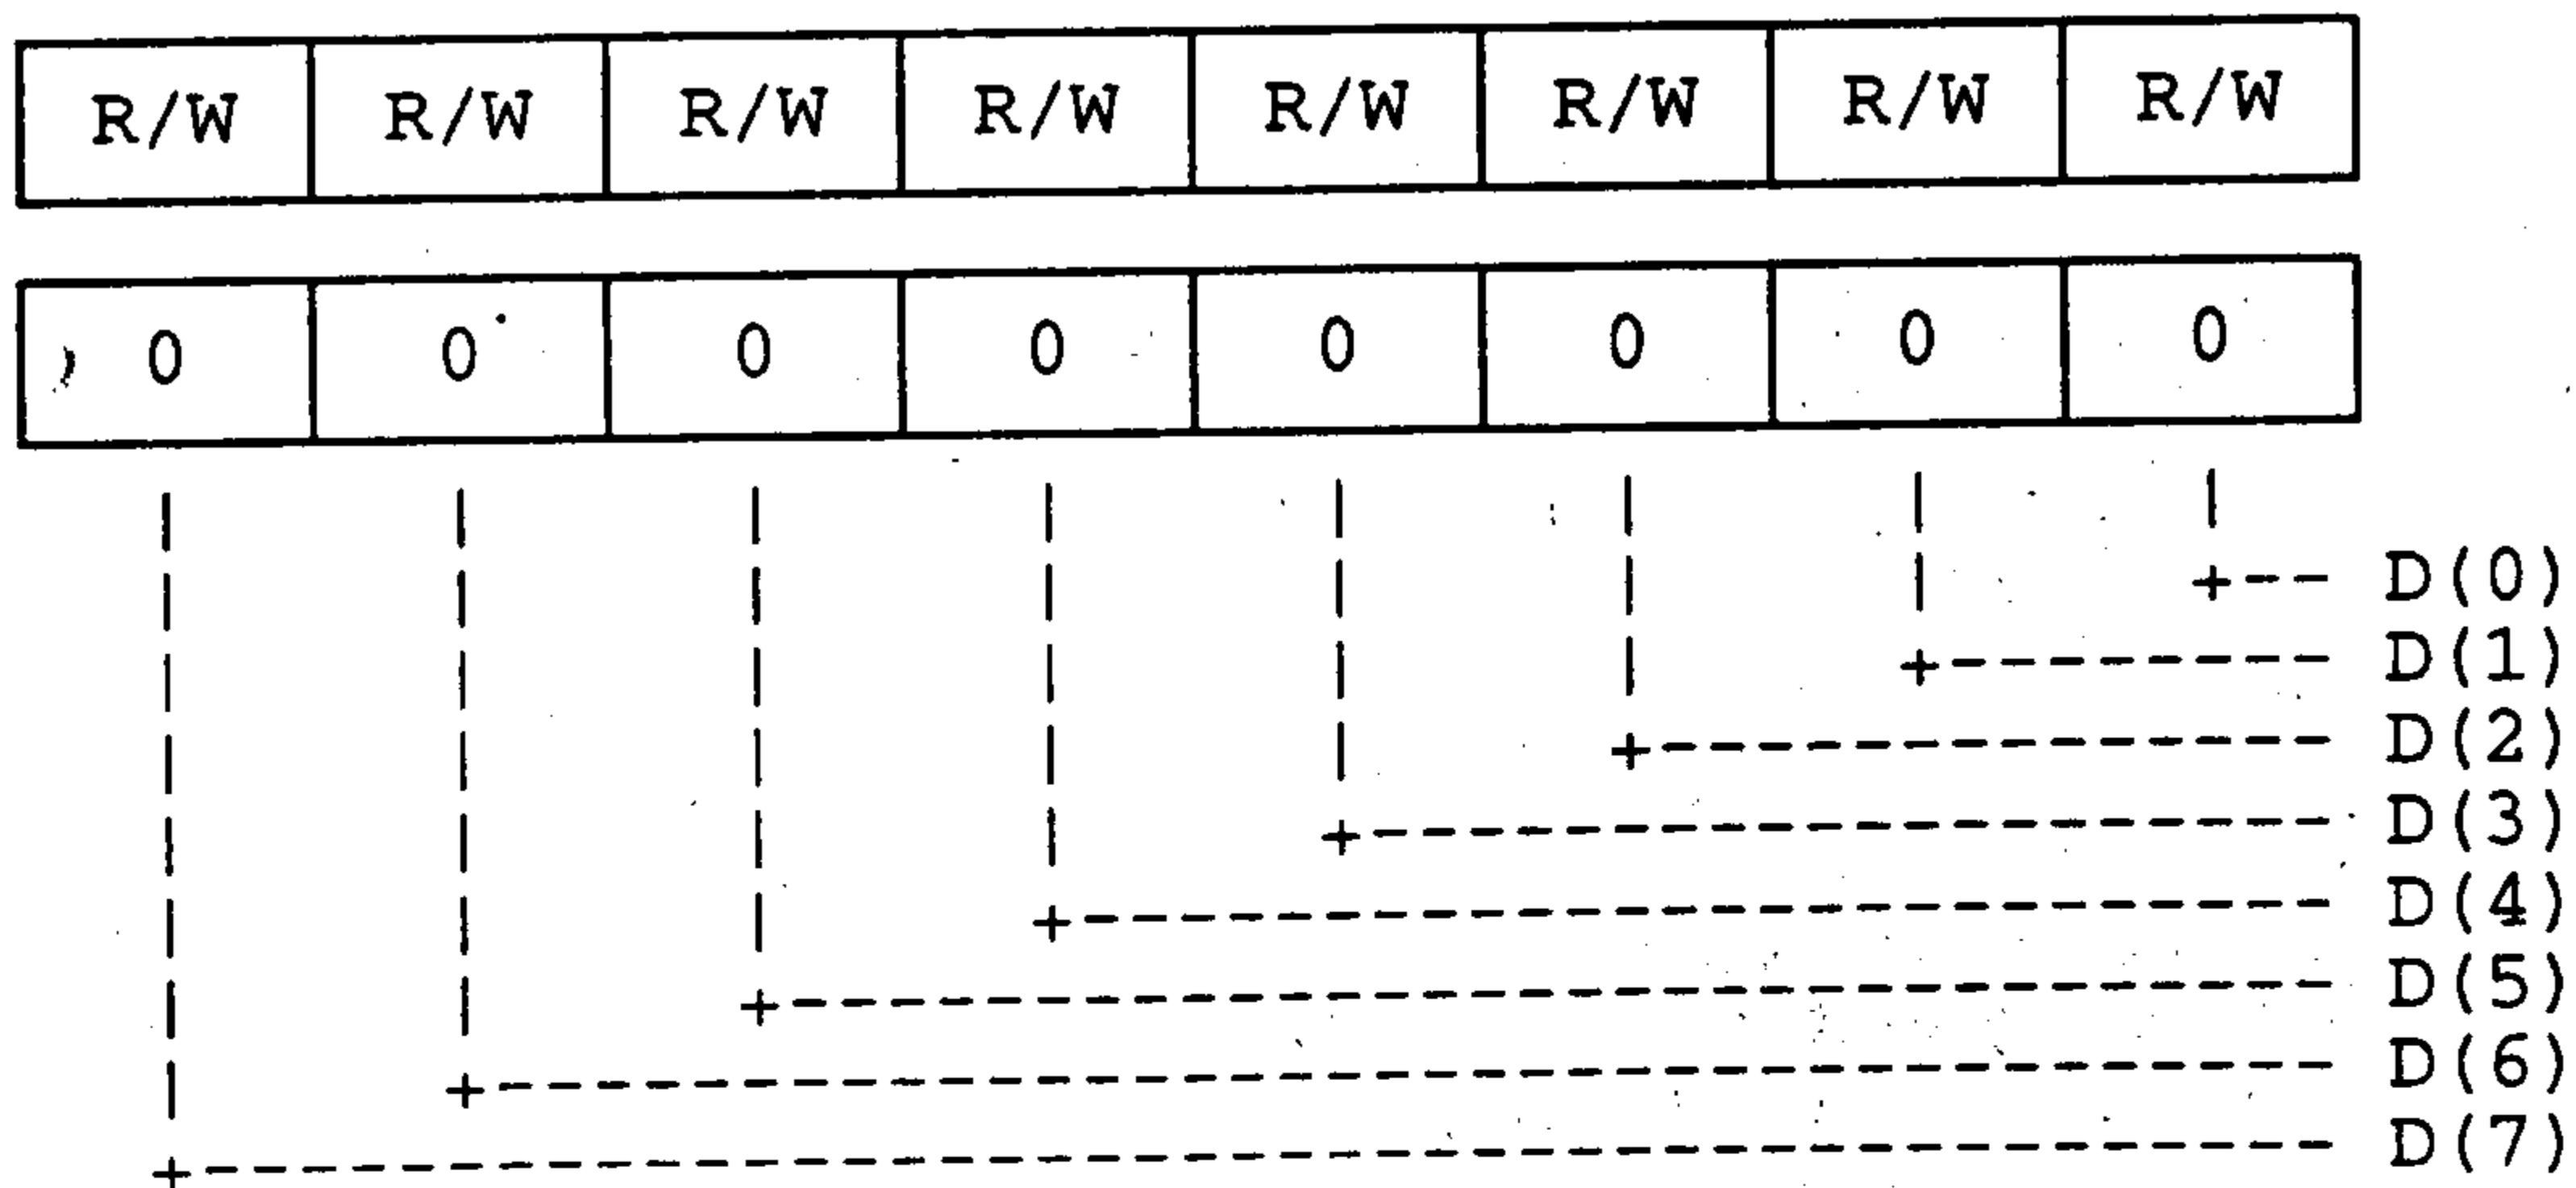 R/W R/W R/W R/W R/W R/W R/W R/W
0 0 0 0 0 0 0 0
D(0)
D(1)
D(2)
D(3)
D(4)
D(5)
D(6)
D(7)